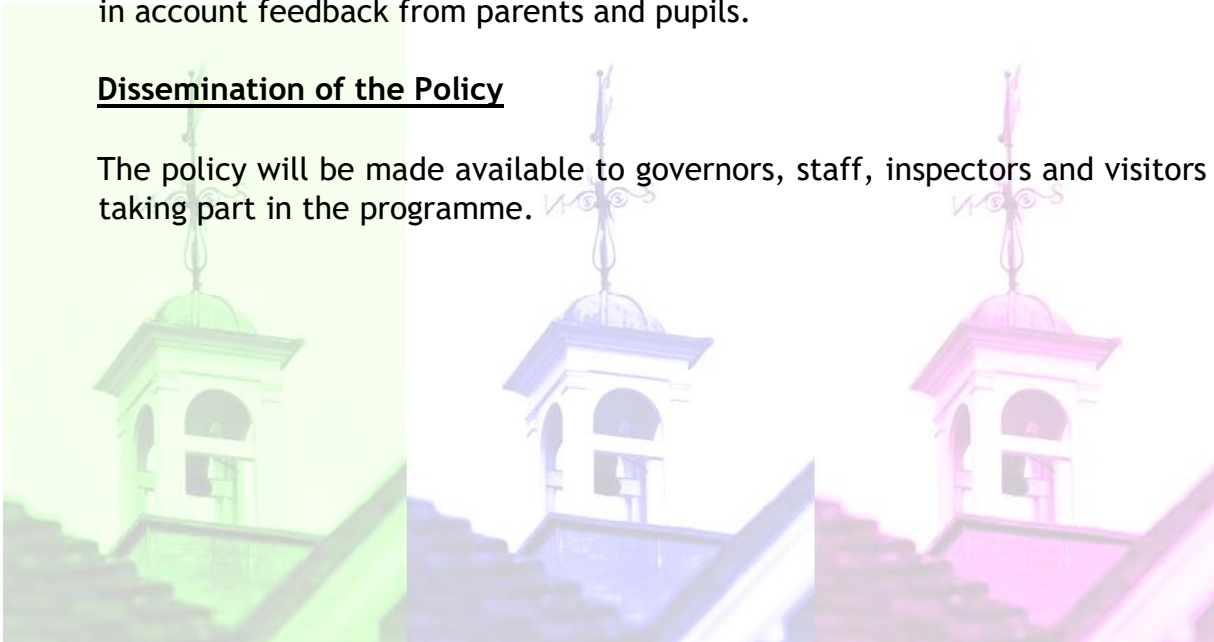 in account feedback from parents and pupils.
Dissemination of the Policy
The policy will be made available to governors, staff, inspectors and visitors
taking part in the programme.
N S
N S
N S